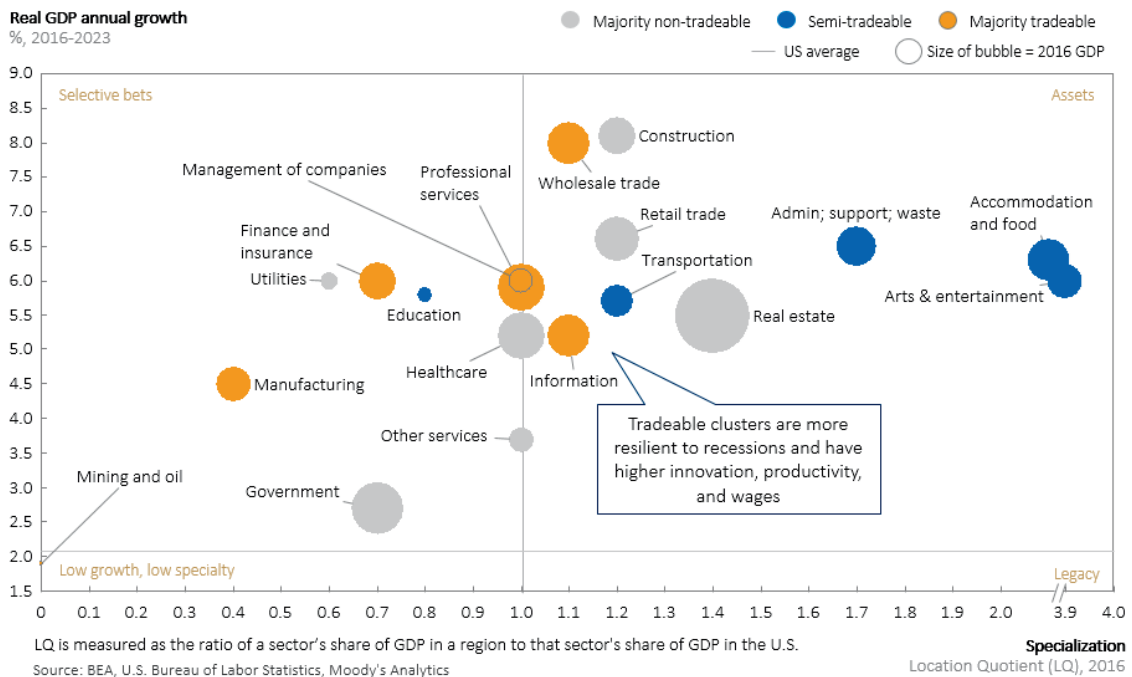 Real GDP annual growth
%, 2016-2023
Majority non-tradeable
Semi-tradeable
Majority tradeable
US average
Size of bubble = 2016 GDP
9.0
8.5
8.0
7.5
7.0
6.5
6.0
5.5
5.0
4.5
4.0
3.5
3.0
2.5
2.0
1.5
Selective bets
Assets
Construction
Wholesale trade
Management of companies
Professional
services
Retail trade
Admin; support; waste
Accommodation
and food
Finance and
insurance
Utilities
Transportation
Education
Arts & entertainment
Real estate
Healthcare
Information
Manufacturing
Tradeable clusters are more
resilient to recessions and have
higher innovation, productivity,
and wages
Other services
Mining and oil
Government
Low growth, low specialty
Legacy
0 0.1 0.2 0.3 0.4 0.5 0.6 0.7 0.8 0.9 1.0 1.1 1.2 1.3 1.4 1.5 1.6 1.7 1.8 1.9 2.0 3.9 4.0
LQ is measured as the ratio of a sector's share of GDP in a region to that sector's share of GDP in the U.S.
Specialization
Location Quotient (LQ), 2016
Source: BEA, U.S. Bureau of Labor Statistics, Moody's Analytics